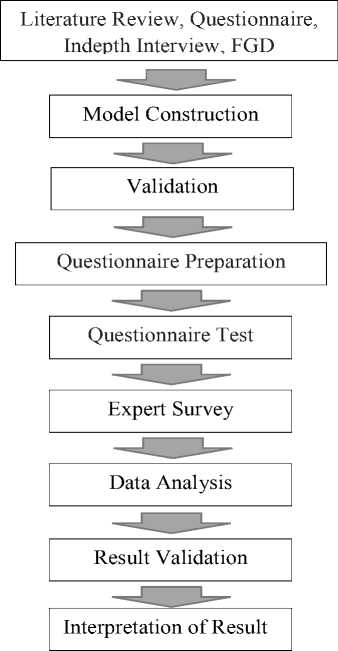 Literature Review, Questionnaire,
Indepth Interview, FGD
Model Construction
Validation
Questionnaire Preparation
Questionnaire Test
Expert Survey
Data Analysis
Result Validation
Interpretation of Result